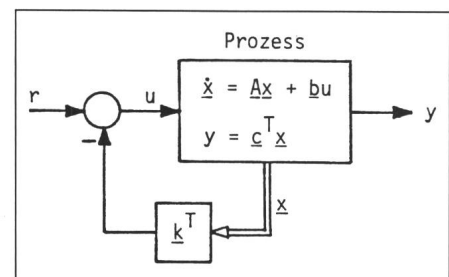 Prozess
ẋ = Ax + bu
r
u
y
y = cᵀx
−
x
kᵀ